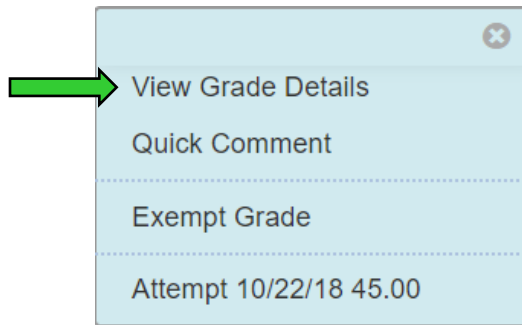 View Grade Details
Quick Comment
Exempt Grade
Attempt 10/22/18 45.00